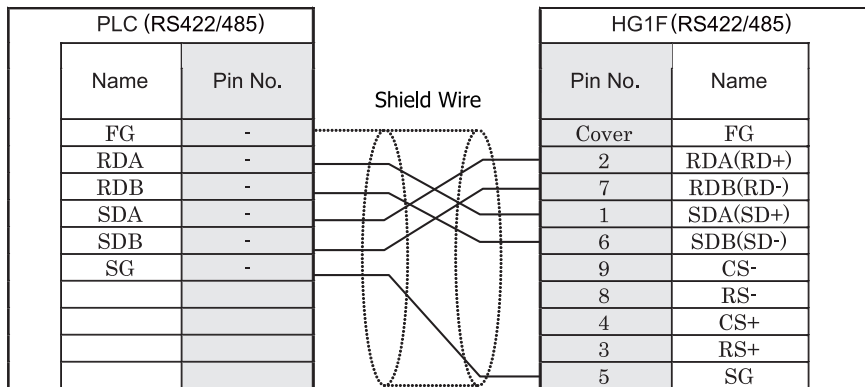 PLC (RS422/485)
HG1F (RS422/485)
Name Pin No.
Shield Wire
Pin No. Name
FG - Cover FG
RDA - 2 RDA(RD+)
RDB - 7 RDB(RD-)
SDA - 1 SDA(SD+)
SDB - 6 SDB(SD-)
SG - 9 CS-
8 RS-
4 CS+
3 RS+
5 SG